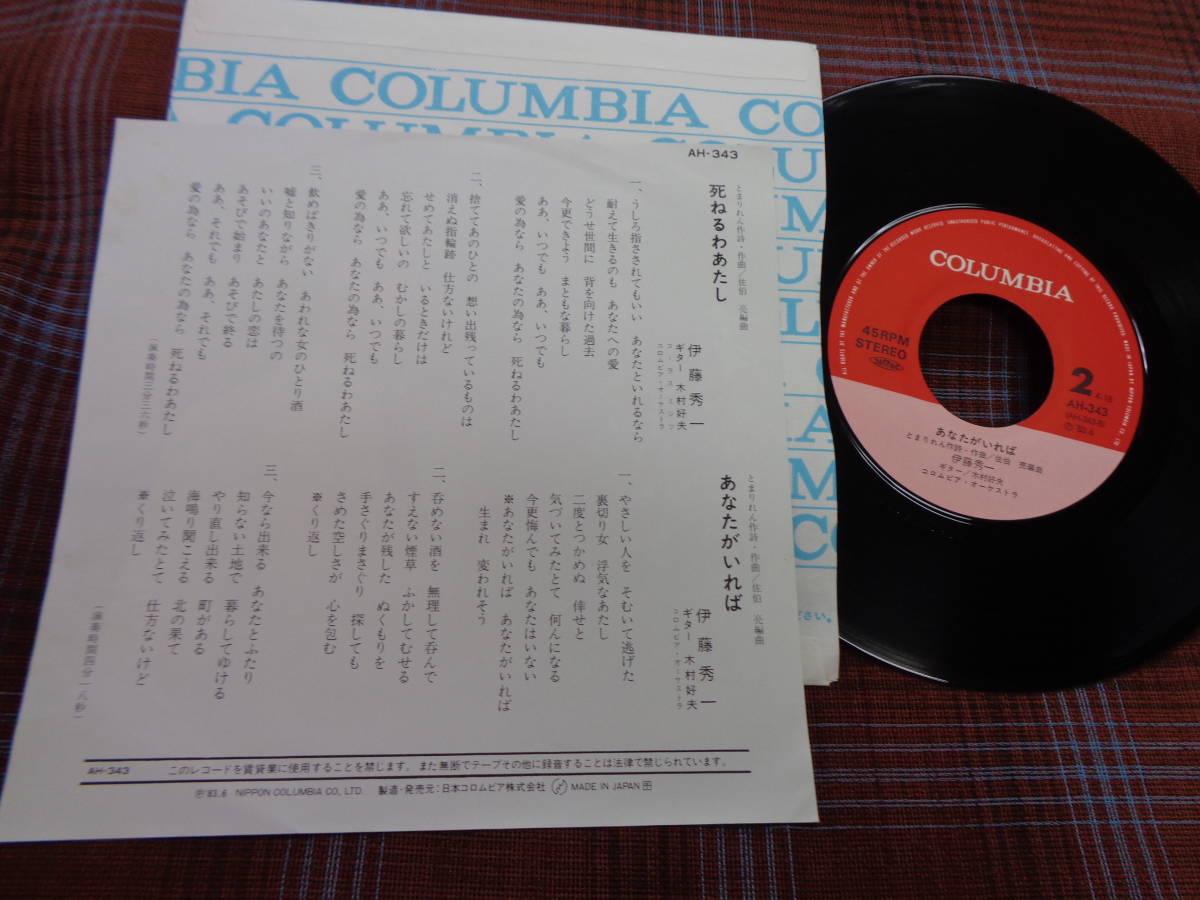 BIA COLUMBIA CO
AH-343
死ねるわあたし
とまりれん作詩・作曲/佐伯 亮編曲
伊藤秀一
ギター 木村好夫
コロムビア・オーケストラ
一、うしろ指さされてもいい あなたといれるなら
耐えて生きるのも あなたへの愛
どうせ世間に 背を向けた過去
今更できよう まともな暮らし
ああ、いつでも ああ、いつでも
愛の為なら あなたの為なら 死ねるわあたし
二、捨ててあのひとの 想い出残っているものは
消えぬ指輪跡 仕方ないけれど
せめてあたしと いるときだけは
忘れて欲しいの むかしの暮らし
ああ、いつでも ああ、いつでも
愛の為なら あなたの為なら 死ねるわあたし
三、飲めばきりがない あわれな女のひとり酒
嘘と知りながら あなたを待つの
いいのあなたと あたしの恋は
あそびで始まり あそびで終る
ああ、それでも ああ、それでも
愛の為なら あなたの為なら 死ねるわあたし
(演奏時間三分三六秒)
あなたがいれば
とまりれん作詩・作曲/佐伯 亮編曲
伊藤秀一
ギター 木村好夫
コロムビア・オーケストラ
一、やさしい人を そむいて逃げた
裏切り女 浮気なあたし
二度とつかめぬ 倖せと
気づいてみたとて 何んになる
今更悔んでも あなたはいない
※あなたがいれば あなたがいれば
生まれ 変われそう
二、呑めない酒を 無理して呑んで
すえない煙草 ふかしてむせる
あなたが残した ぬくもりを
手さぐりまさぐり 探しても
さめた空しさが 心を包む
※くり返し
三、今なら出来る あなたとふたり
知らない土地で 暮らしてゆける
やり直し出来る 町がある
海鳴り聞こえる 北の果て
泣いてみたとて 仕方ないけど
※くり返し
(演奏時間四分一八秒)
AH-343 このレコードを賃貸業に使用することを禁じます。また無断でテープその他に録音することは法律で禁じられています。
Ⓟ'83.6 NIPPON COLUMBIA CO., LTD. 製造・発売元:日本コロムビア株式会社 MADE IN JAPAN
ださい。
COLUMBIA
45RPM
STEREO
2 4:18
AH-343
(AH-343-B)
Ⓟ'83.6
あなたがいれば
とまりれん作詩・作曲/佐伯 亮編曲
伊藤秀一
ギター/木村好夫
コロムビア・オーケストラ